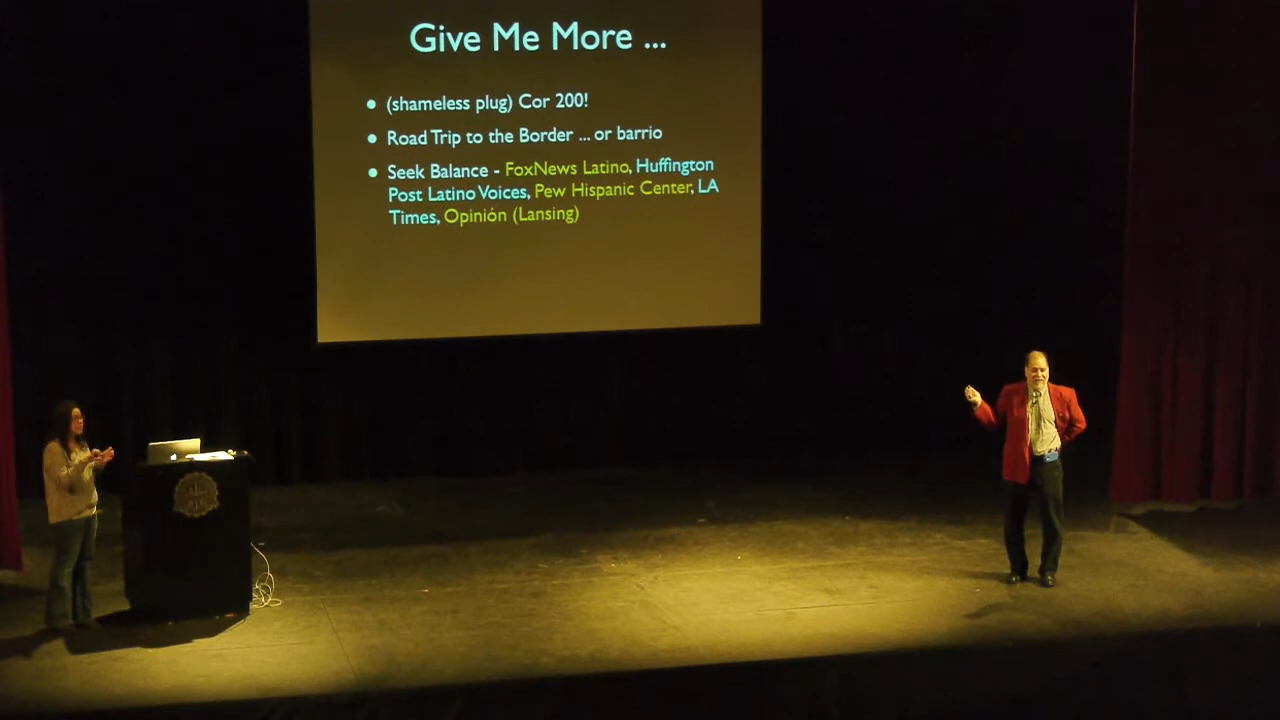 Give Me More ...
• (shameless plug) Cor 200!
• Road Trip to the Border ... or barrio
• Seek Balance - FoxNews Latino, Huffington
Post Latino Voices, Pew Hispanic Center, LA
Times, Opinión (Lansing)